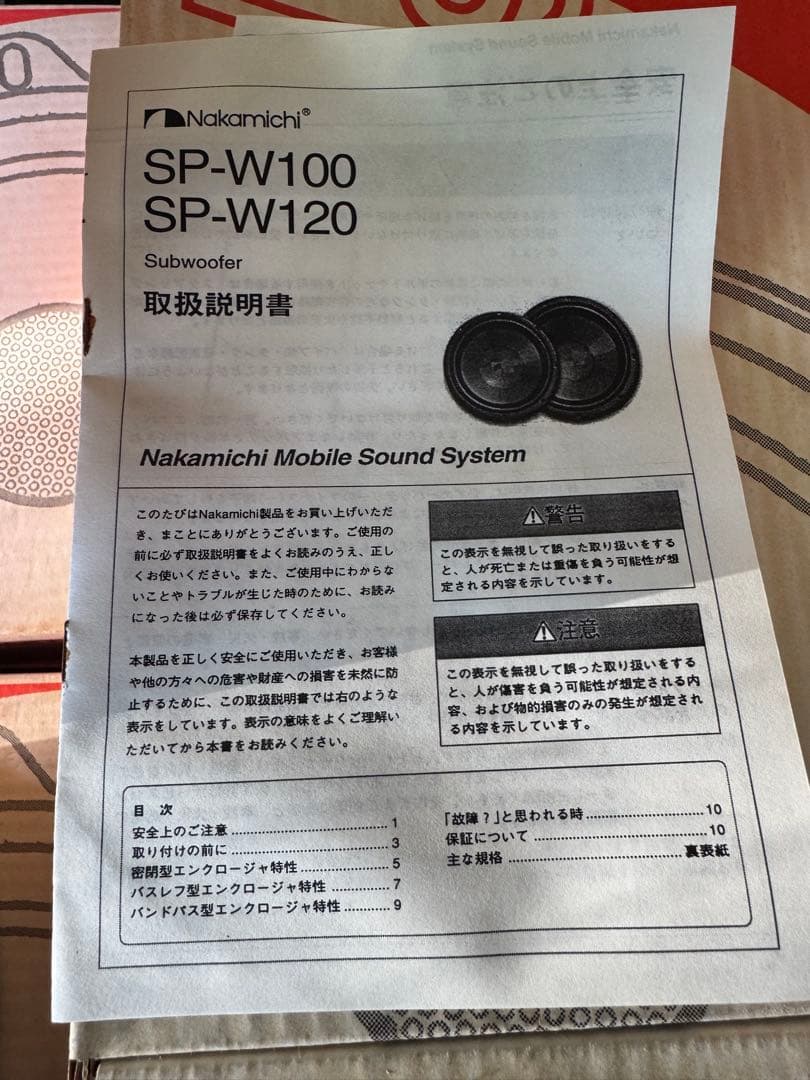 Nakamichi®
SP-W100
SP-W120
Subwoofer
取扱説明書
Nakamichi Mobile Sound System
このたびはNakamichi製品をお買い上げいただ
き、まことにありがとうございます。ご使用の
前に必ず取扱説明書をよくお読みのうえ、正し
くお使いください。また、ご使用中にわからな
いことやトラブルが生じた時のために、お読み
になった後は必ず保存してください。
本製品を正しく安全にご使用いただき、お客様
や他の方々への危害や財産への損害を未然に防
止するために、この取扱説明書では右のような
表示をしています。表示の意味をよくご理解い
ただいてから本書をお読みください。
⚠警告
この表示を無視して誤った取り扱いをする
と、人が死亡または重傷を負う可能性が想
定される内容を示しています。
⚠注意
この表示を無視して誤った取り扱いをする
と、人が傷害を負う可能性が想定される内
容、および物的損害のみの発生が想定され
る内容を示しています。
目 次
安全上のご注意 ................................ 1
取り付けの前に ................................ 3
密閉型エンクロージャ特性 .................. 5
バスレフ型エンクロージャ特性 ............ 7
バンドパス型エンクロージャ特性 ............ 9
「故障?」と思われる時 ........................ 10
保証について ................................... 10
主な規格 ................................... 裏表紙